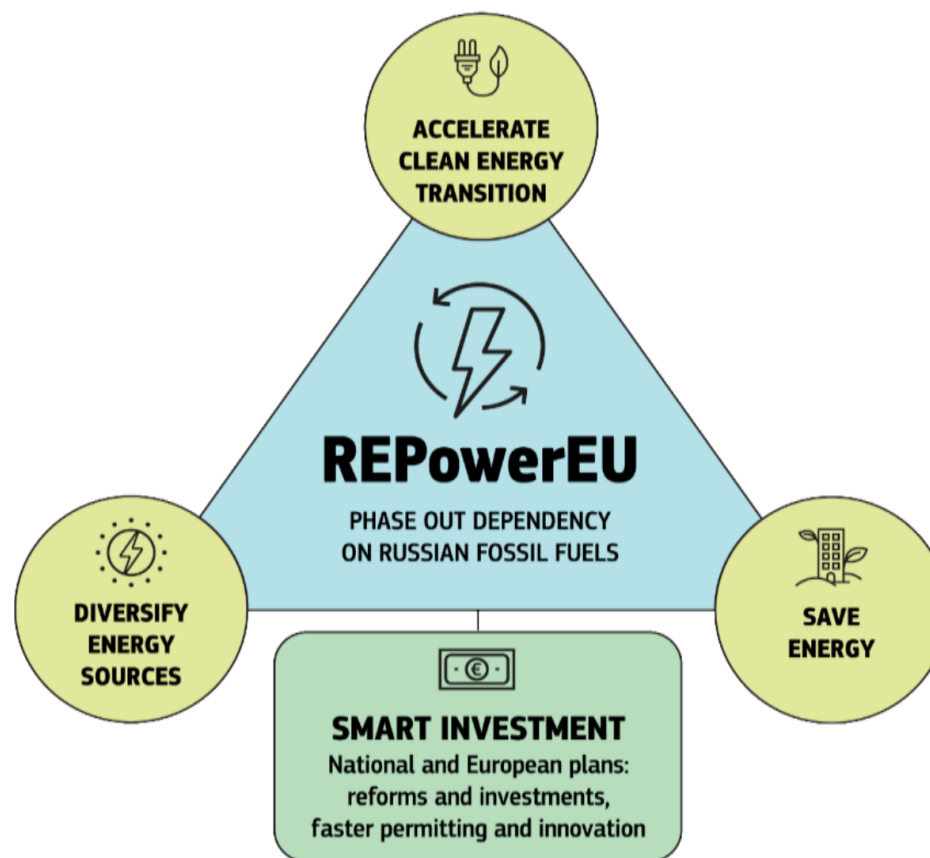 ACCELERATE
CLEAN ENERGY
TRANSITION
REPowerEU
PHASE OUT DEPENDENCY
ON RUSSIAN FOSSIL FUELS
DIVERSIFY
ENERGY
SOURCES
SAVE
ENERGY
€
SMART INVESTMENT
National and European plans:
reforms and investments,
faster permitting and innovation